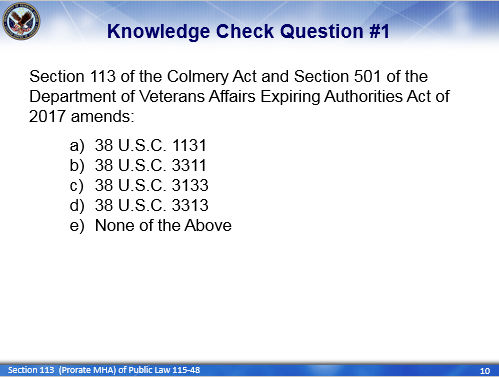 Knowledge Check Question #1
Section 113 of the Colmery Act and Section 501 of the
Department of Veterans Affairs Expiring Authorities Act of
2017 amends:
a) 38 U.S.C. 1131
b) 38 U.S.C. 3311
c) 38 U.S.C. 3133
d) 38 U.S.C. 3313
e) None of the Above
Section 113 (Prorate MHA) of Public Law 115-48
10